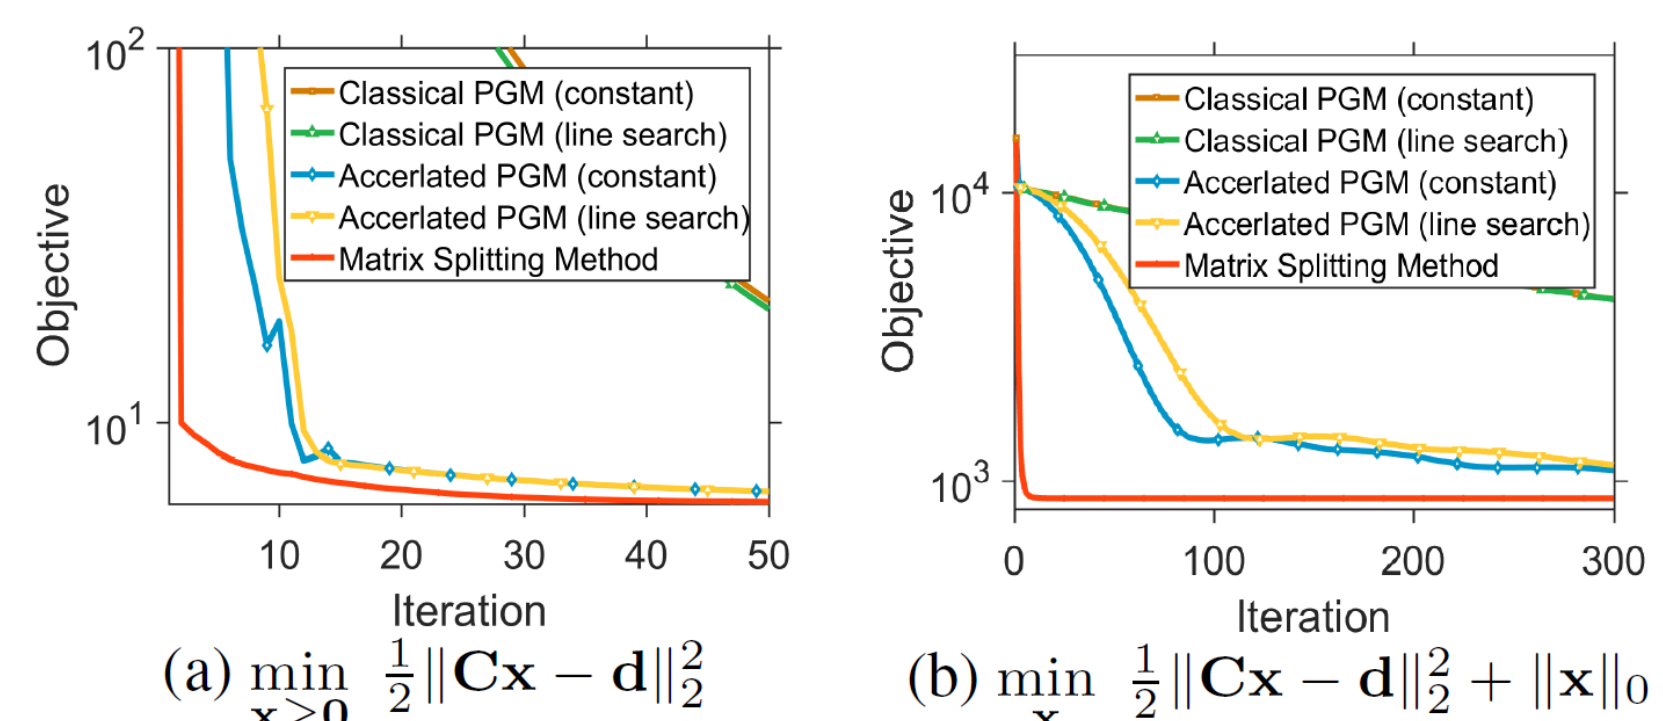 10^2
Classical PGM (constant)
Classical PGM (line search)
Accerlated PGM (constant)
Accerlated PGM (line search)
Matrix Splitting Method
Objective
10^1
10 20 30 40 50
Iteration
(a) min_{x≥0} 1/2‖Cx − d‖_2^2
Classical PGM (constant)
Classical PGM (line search)
Accerlated PGM (constant)
Accerlated PGM (line search)
Matrix Splitting Method
10^4
Objective
10^3
0 100 200 300
Iteration
(b) min_x 1/2‖Cx − d‖_2^2 + ‖x‖_0